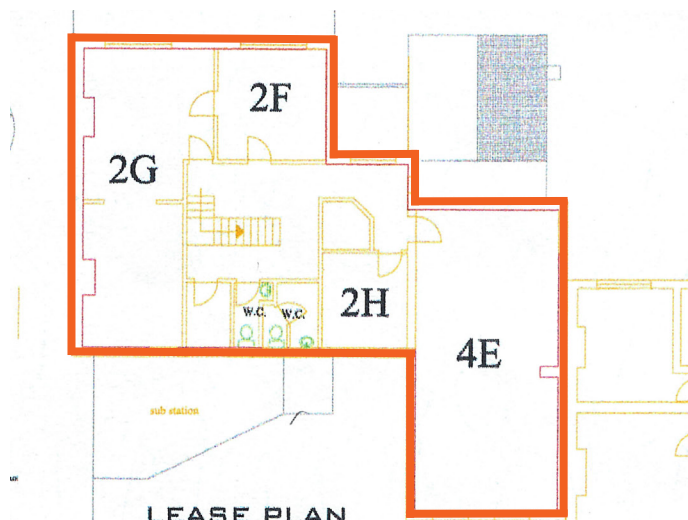 2F
2G
W.C.
W.C.
2H
4E
sub station
LEASE PLAN